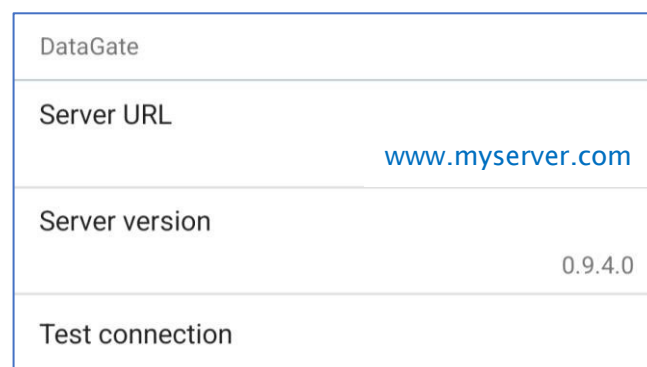 DataGate
Server URL
www.myserver.com
Server version
0.9.4.0
Test connection